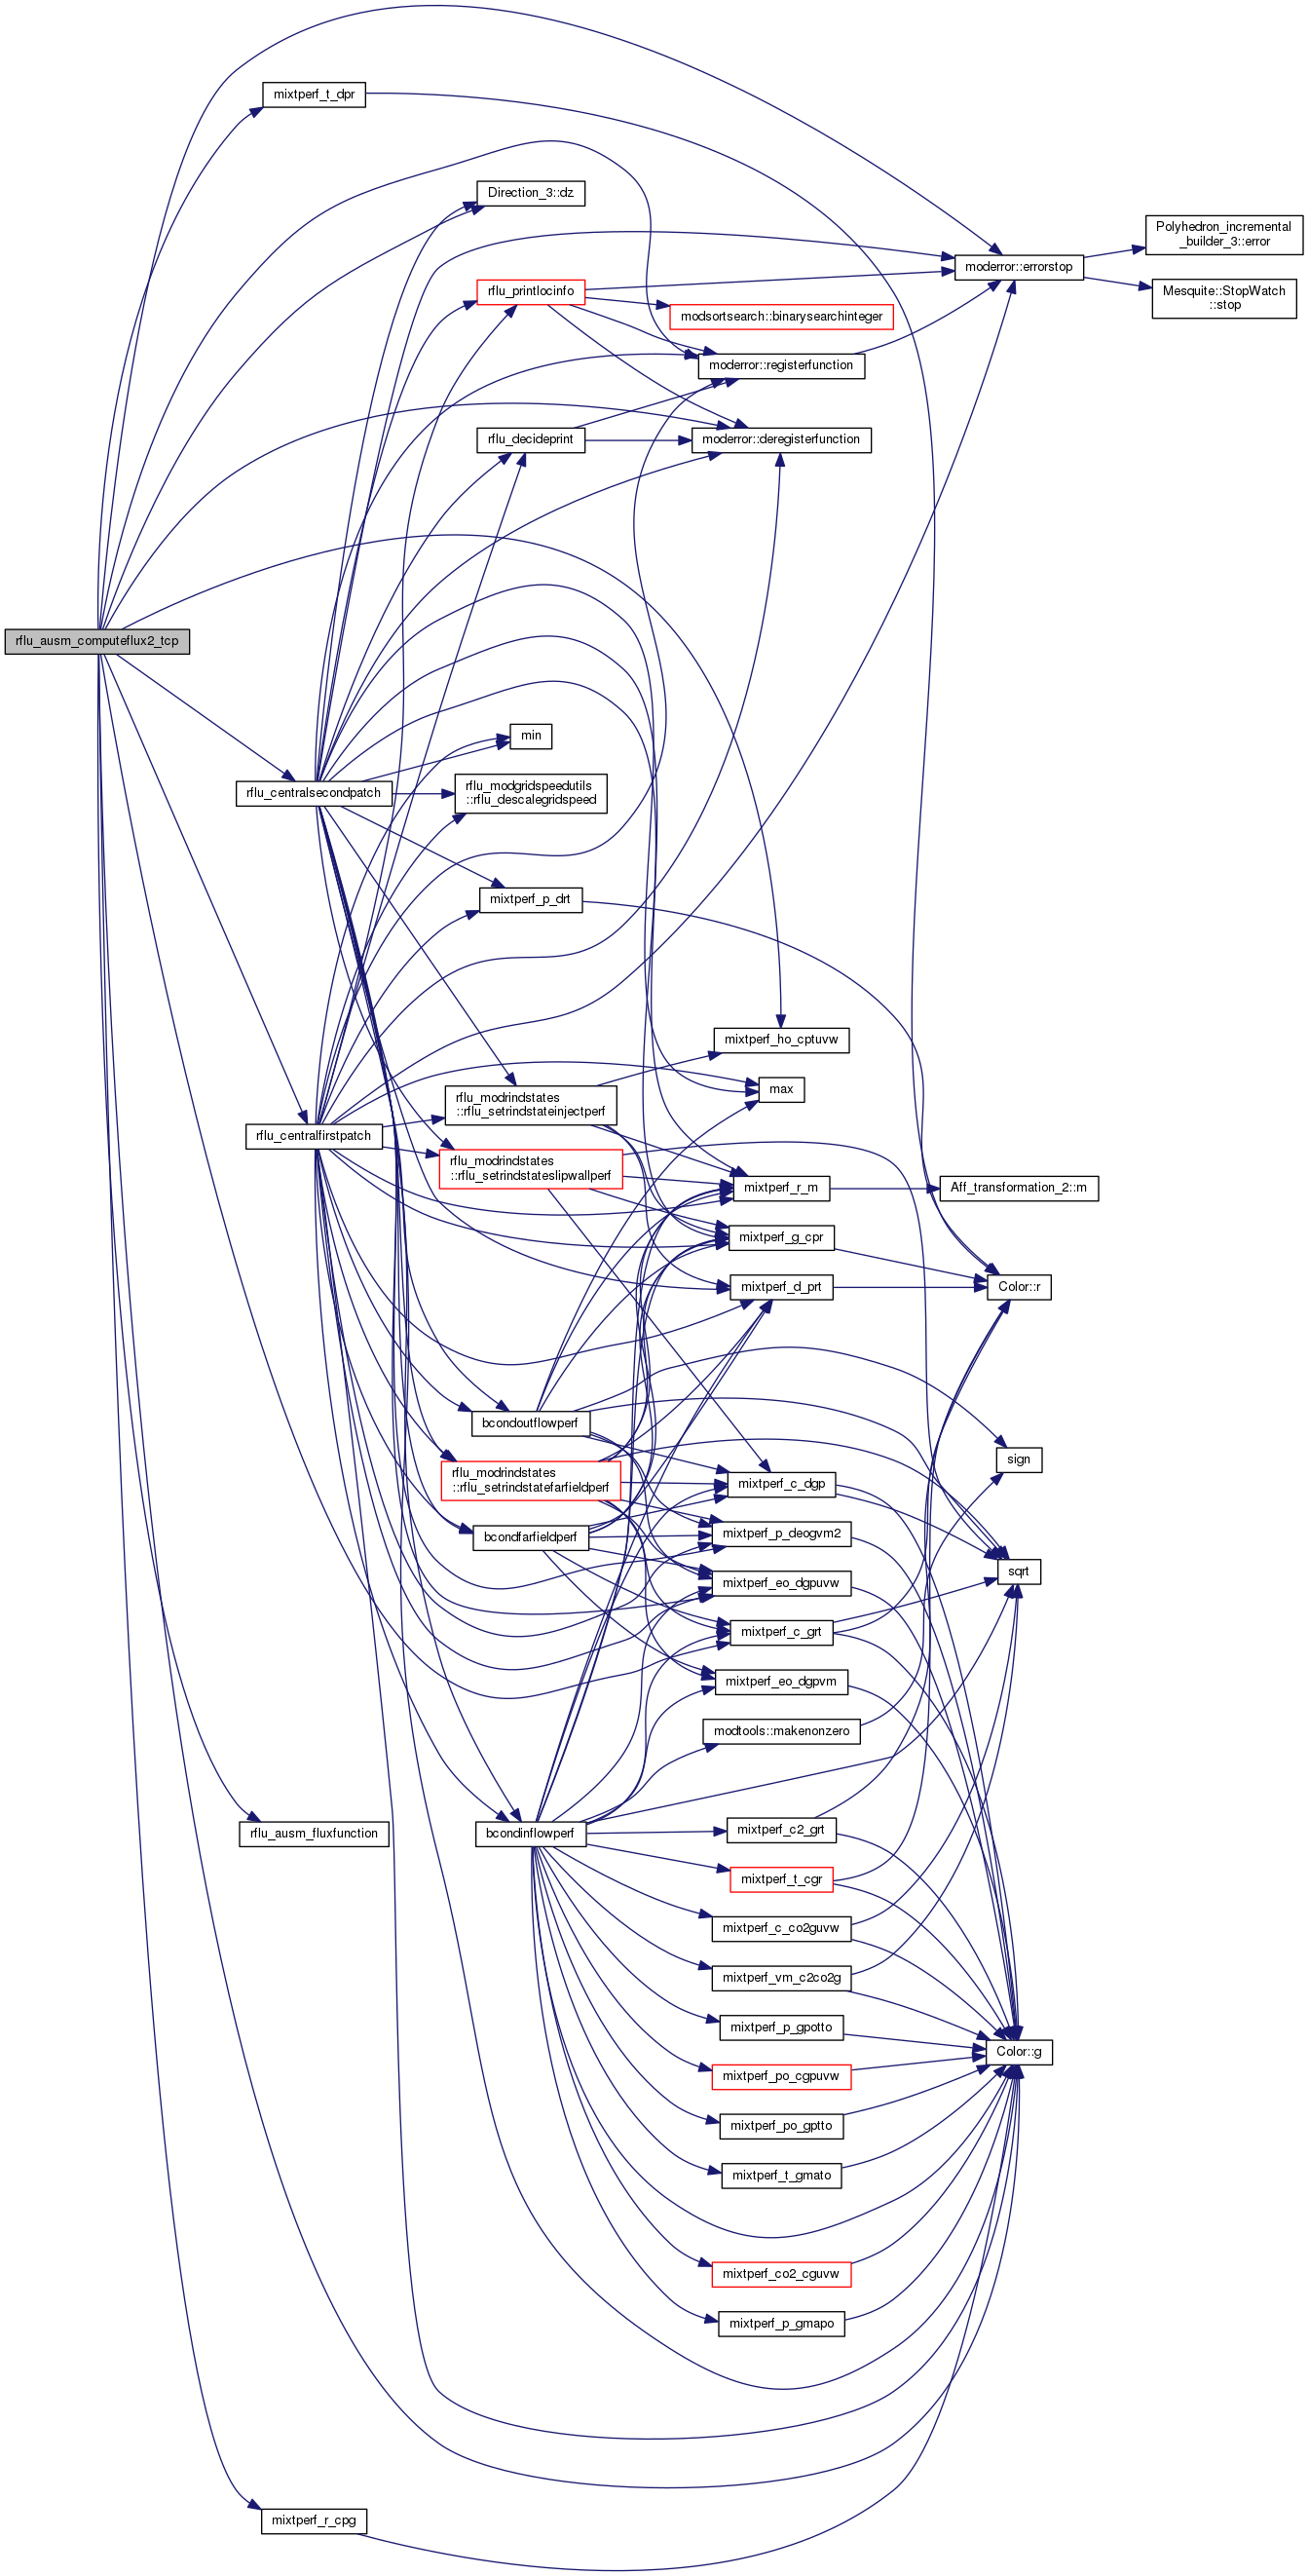 mixtperf_t_dpr
Direction_3::dz
Polyhedron_incremental
_builder_3::error
moderror::errorstop
rflu_printlocinfo
Mesquite::StopWatch
::stop
modsortsearch::binarysearchinteger
moderror::registerfunction
rflu_decideprint
moderror::deregisterfunction
rflu_ausm_computeflux2_tcp
min
rflu_centralsecondpatch
rflu_modgridspeedutils
::rflu_descalegridspeed
mixtperf_p_drt
mixtperf_ho_cptuvw
max
rflu_modrindstates
::rflu_setrindstateinjectperf
rflu_centralfirstpatch
rflu_modrindstates
::rflu_setrindstateslipwallperf
mixtperf_r_m
Aff_transformation_2::m
mixtperf_g_cpr
mixtperf_d_prt
Color::r
bcondoutflowperf
sign
rflu_modrindstates
::rflu_setrindstatefarfieldperf
mixtperf_c_dgp
bcondfarfieldperf
mixtperf_p_deogvm2
sqrt
mixtperf_eo_dgpuvw
mixtperf_c_grt
mixtperf_eo_dgpvm
modtools::makenonzero
rflu_ausm_fluxfunction
bcondinflowperf
mixtperf_c2_grt
mixtperf_t_cgr
mixtperf_c_co2guvw
mixtperf_vm_c2co2g
mixtperf_p_gpotto
Color::g
mixtperf_po_cgpuvw
mixtperf_po_gptto
mixtperf_t_gmato
mixtperf_co2_cguvw
mixtperf_p_gmapo
mixtperf_r_cpg